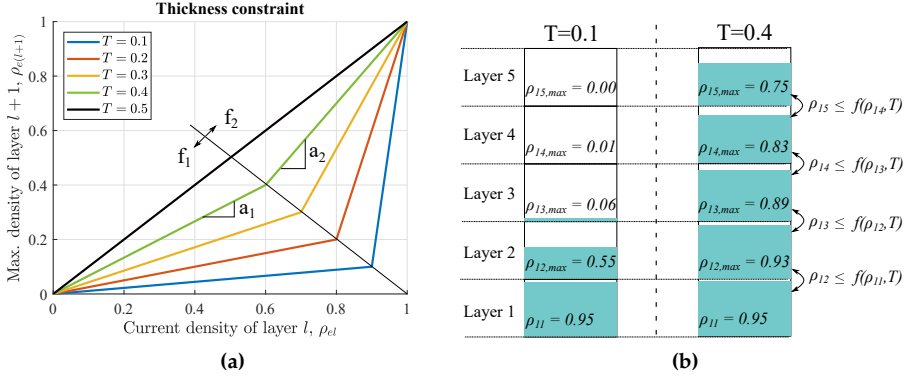 Thickness constraint
Max. density of layer l + 1, ρe(l+1)
1
0.8
0.6
0.4
0.2
0
T = 0.1
T = 0.2
T = 0.3
T = 0.4
T = 0.5
f2
f1
a2
a1
0 0.2 0.4 0.6 0.8 1
Current density of layer l, ρel
(a)
T=0.1 T=0.4
Layer 5 ρ15,max = 0.00 ρ15,max = 0.75
ρ15 ≤ f(ρ14,T)
Layer 4 ρ14,max = 0.01 ρ14,max = 0.83
ρ14 ≤ f(ρ13,T)
Layer 3 ρ13,max = 0.06 ρ13,max = 0.89
ρ13 ≤ f(ρ12,T)
Layer 2 ρ12,max = 0.55 ρ12,max = 0.93
ρ12 ≤ f(ρ11,T)
Layer 1 ρ11 = 0.95 ρ11 = 0.95
(b)